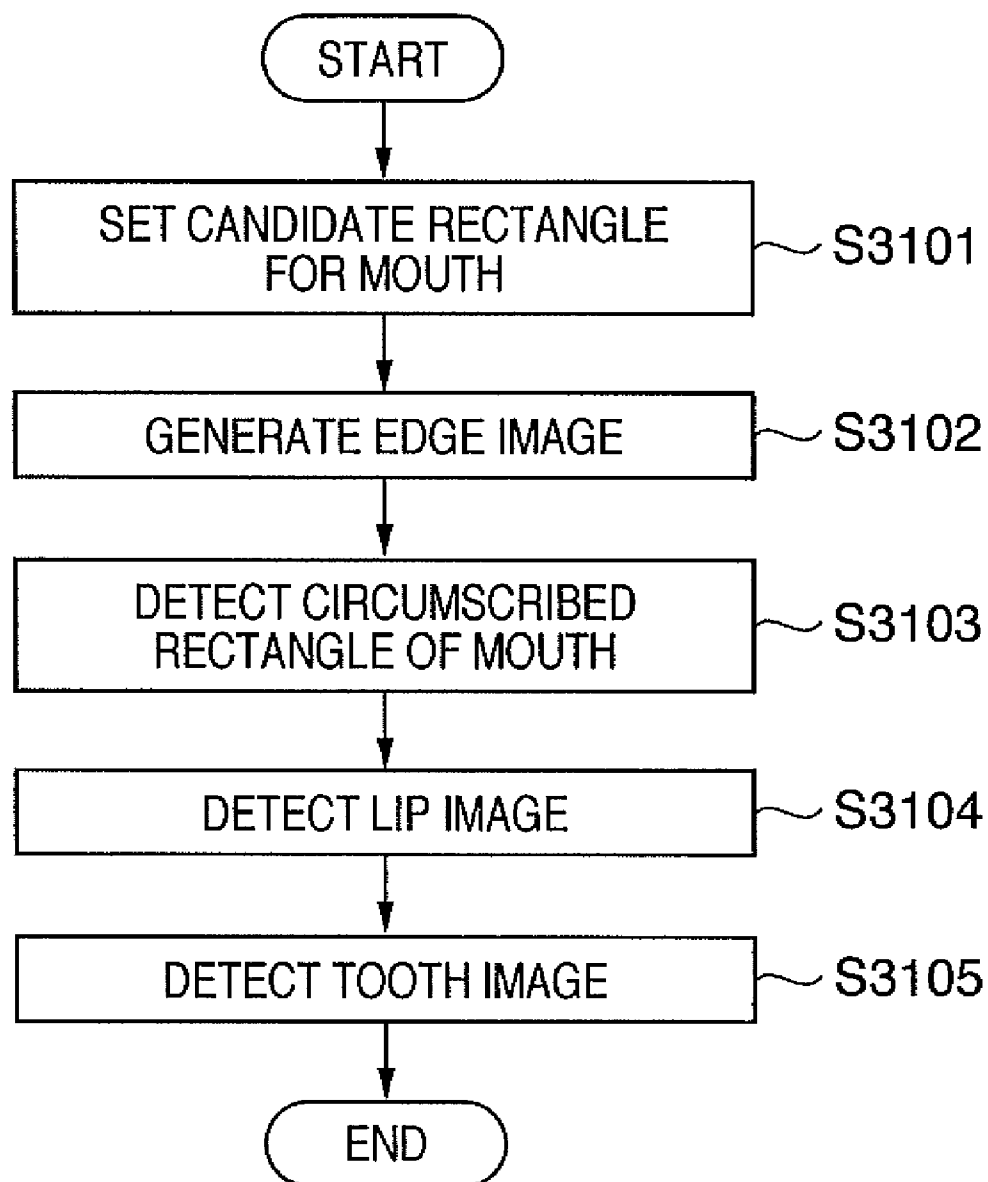 START
SET CANDIDATE RECTANGLE
FOR MOUTH
S3101
GENERATE EDGE IMAGE
S3102
DETECT CIRCUMSCRIBED
RECTANGLE OF MOUTH
S3103
DETECT LIP IMAGE
S3104
DETECT TOOTH IMAGE
S3105
END